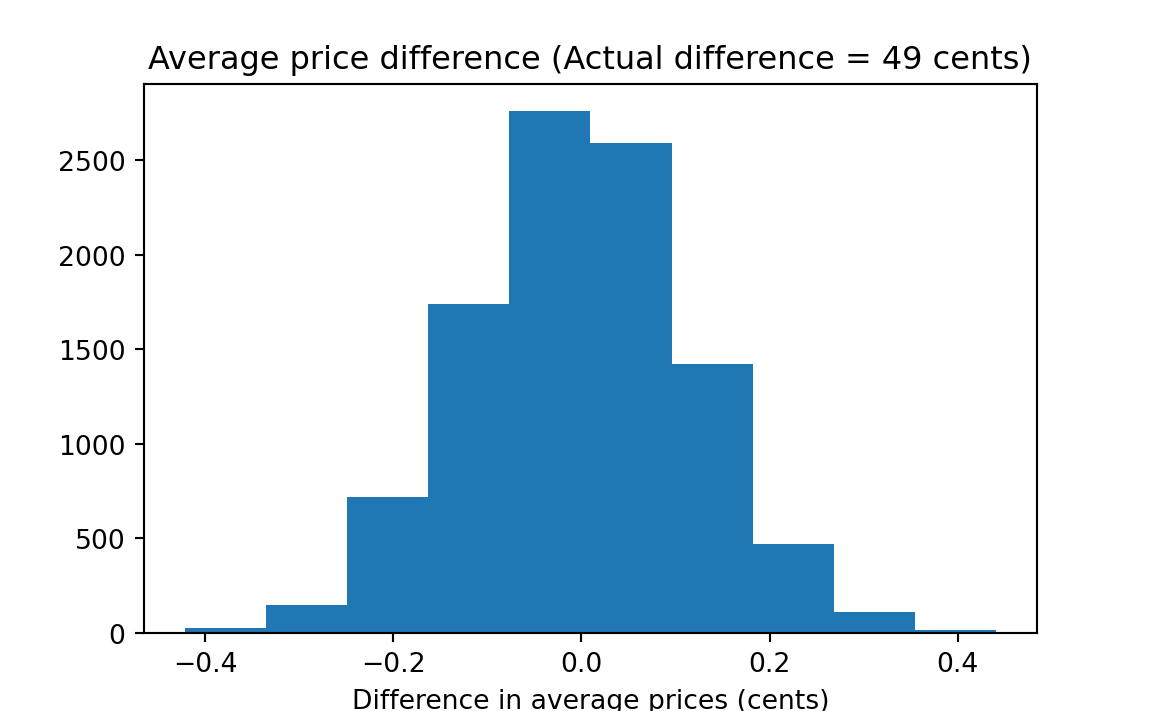 Average price difference (Actual difference = 49 cents)
2500
2000
1500
1000
500
0
−0.4 −0.2 0.0 0.2 0.4
Difference in average prices (cents)